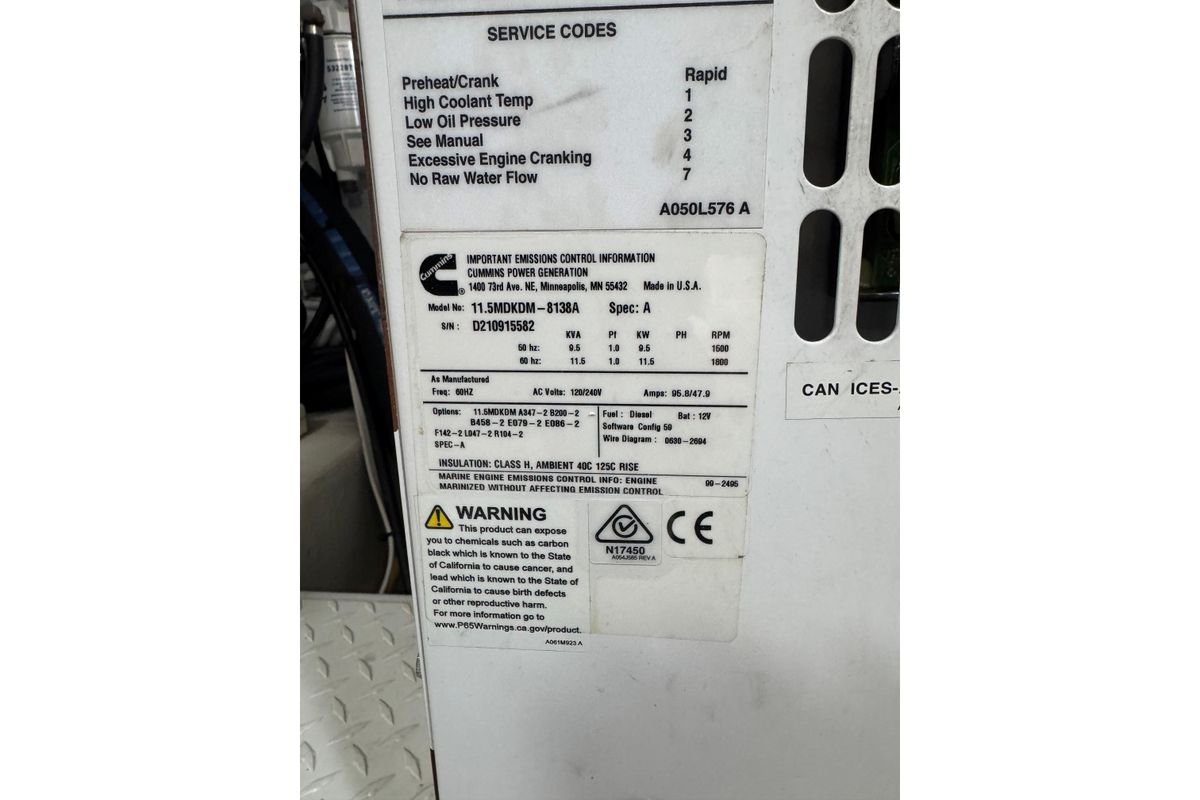 SERVICE CODES
Preheat/Crank Rapid
High Coolant Temp 1
Low Oil Pressure 2
See Manual 3
Excessive Engine Cranking 4
No Raw Water Flow 7
A050L576 A
Cummins
IMPORTANT EMISSIONS CONTROL INFORMATION
CUMMINS POWER GENERATION
1400 73rd Ave. NE, Minneapolis, MN 55432 Made in U.S.A.
Model No: 11.5MDKDM-8138A Spec: A
S/N: D210915582
KVA Pf KW PH RPM
50 hz: 9.5 1.0 9.5 1500
60 hz: 11.5 1.0 11.5 1800
As Manufactured
Freq: 60HZ AC Volts: 120/240V Amps: 95.8/47.9
Options: 11.5MDKDM A347-2 B200-2
B458-2 E079-2 E086-2
F142-2 L047-2 R104-2
SPEC-A
Fuel: Diesel Bat: 12V
Software Config 59
Wire Diagram: 0630-2694
INSULATION: CLASS H, AMBIENT 40C 125C RISE
MARINE ENGINE EMISSIONS CONTROL INFO: ENGINE
MARINIZED WITHOUT AFFECTING EMISSION CONTROL
99-2495
CAN ICES-
WARNING
This product can expose
you to chemicals such as carbon
black which is known to the State
of California to cause cancer, and
lead which is known to the State of
California to cause birth defects
or other reproductive harm.
For more information go to
www.P65Warnings.ca.gov/product.
A061M923 A
N17450
A054J585 REV A
CE